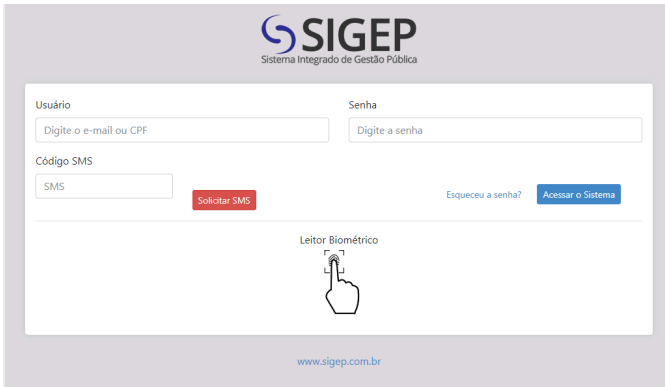 SIGEP
Sistema Integrado de Gestão Pública
Usuário
Senha
Digite o e-mail ou CPF
Digite a senha
Código SMS
SMS
Solicitar SMS
Esqueceu a senha?
Acessar o Sistema
Leitor Biométrico
www.sigep.com.br